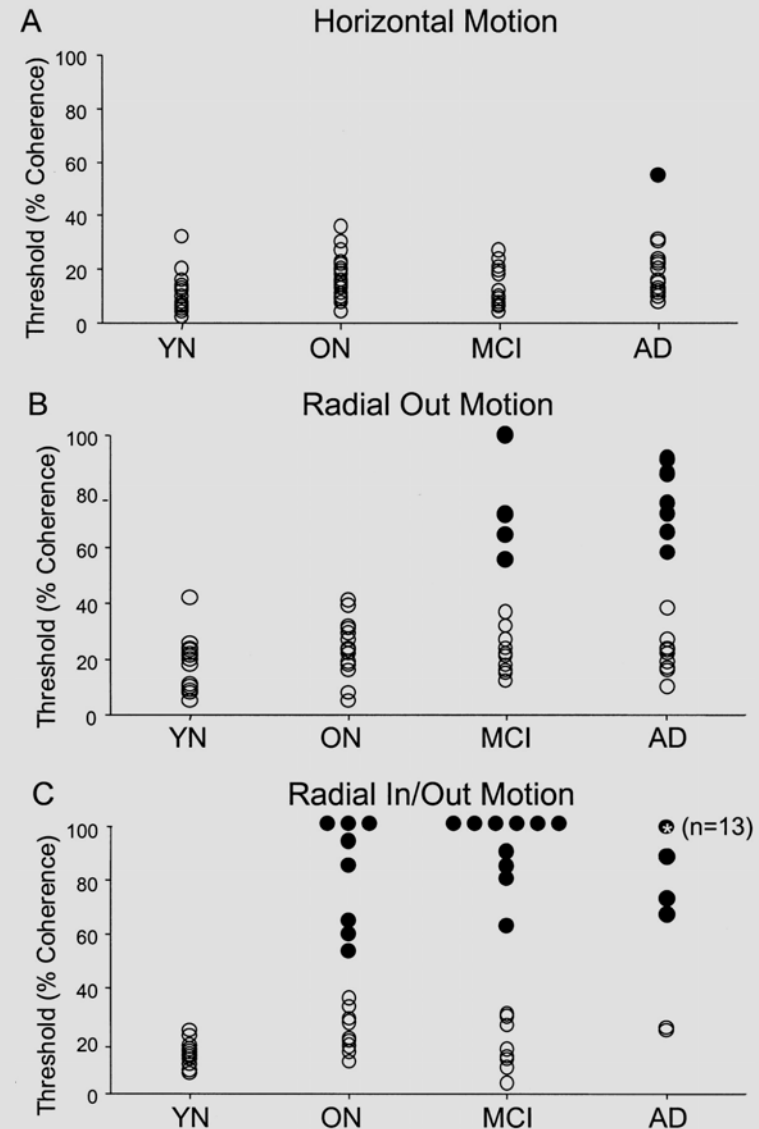 A Horizontal Motion
Threshold (% Coherence)
100
80
60
40
20
0
YN ON MCI AD
B Radial Out Motion
Threshold (% Coherence)
100
80
60
40
20
0
YN ON MCI AD
C Radial In/Out Motion
Threshold (% Coherence)
100
80
60
40
20
0
* (n=13)
YN ON MCI AD